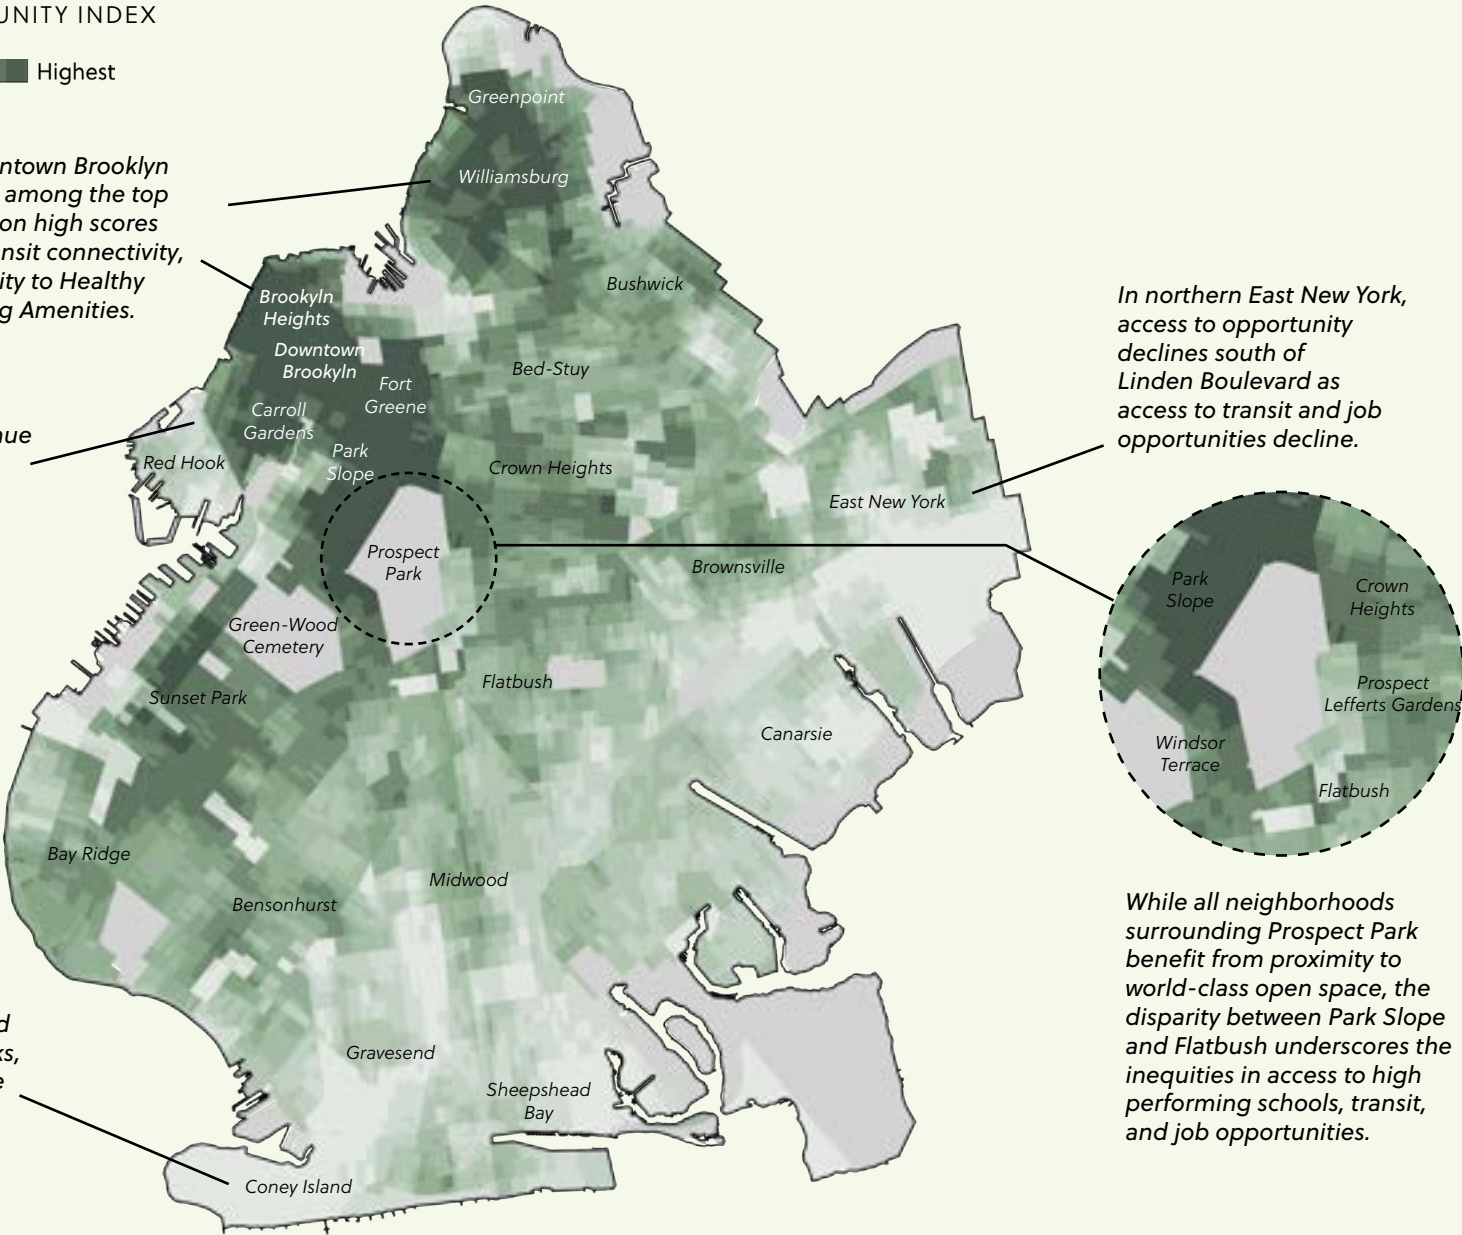 UNITY INDEX
Highest
ntown Brooklyn
among the top
on high scores
nsit connectivity,
ity to Healthy
g Amenities.
nue
d
ks,
e
Greenpoint
Williamsburg
Bushwick
Brookyln
Heights
Downtown
Brookyln
Fort
Greene
Bed-Stuy
Carroll
Gardens
Park
Slope
Red Hook
Crown Heights
East New York
Prospect
Park
Brownsville
Green-Wood
Cemetery
Flatbush
Sunset Park
Canarsie
Bay Ridge
Midwood
Bensonhurst
Gravesend
Sheepshead
Bay
Coney Island
In northern East New York,
access to opportunity
declines south of
Linden Boulevard as
access to transit and job
opportunities decline.
Park
Slope
Crown
Heights
Prospect
Lefferts Gardens
Windsor
Terrace
Flatbush
While all neighborhoods
surrounding Prospect Park
benefit from proximity to
world-class open space, the
disparity between Park Slope
and Flatbush underscores the
inequities in access to high
performing schools, transit,
and job opportunities.